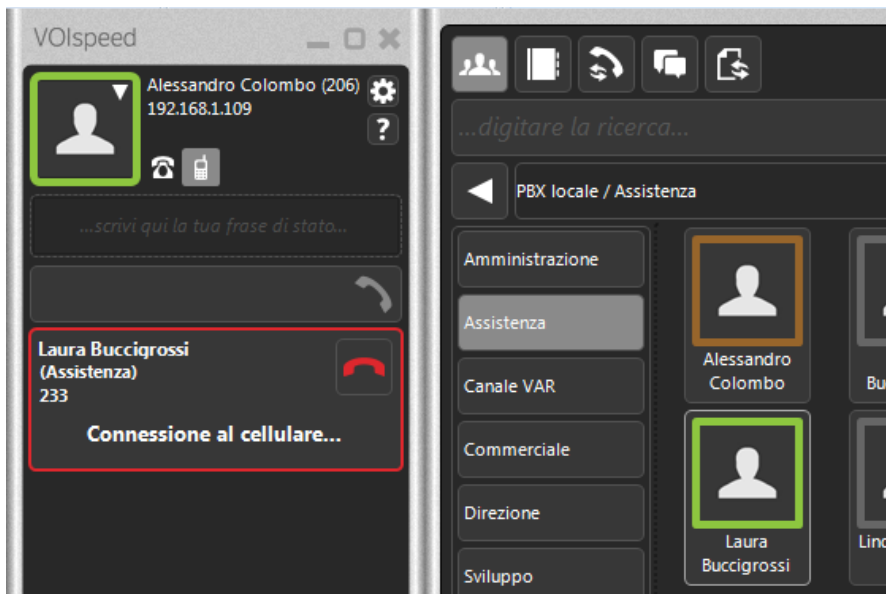 VOIspeed
Alessandro Colombo (206)
192.168.1.109
?
...scrivi qui la tua frase di stato...
Laura Buccigrossi
(Assistenza)
233
Connessione al cellulare...
...digitare la ricerca...
PBX locale / Assistenza
Amministrazione
Assistenza
Canale VAR
Commerciale
Direzione
Sviluppo
Alessandro
Colombo
Laura
Buccigrossi